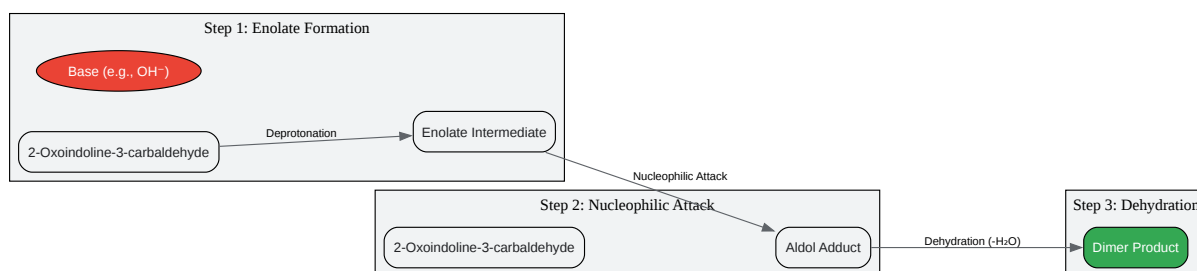 Step 1: Enolate Formation
Base (e.g., OH⁻)
Deprotonation
Enolate Intermediate
2-Oxoindoline-3-carbaldehyde
Nucleophilic Attack
Step 2: Nucleophilic Attack
Step 3: Dehydration
2-Oxoindoline-3-carbaldehyde
Aldol Adduct
Dehydration (-H₂O)
Dimer Product